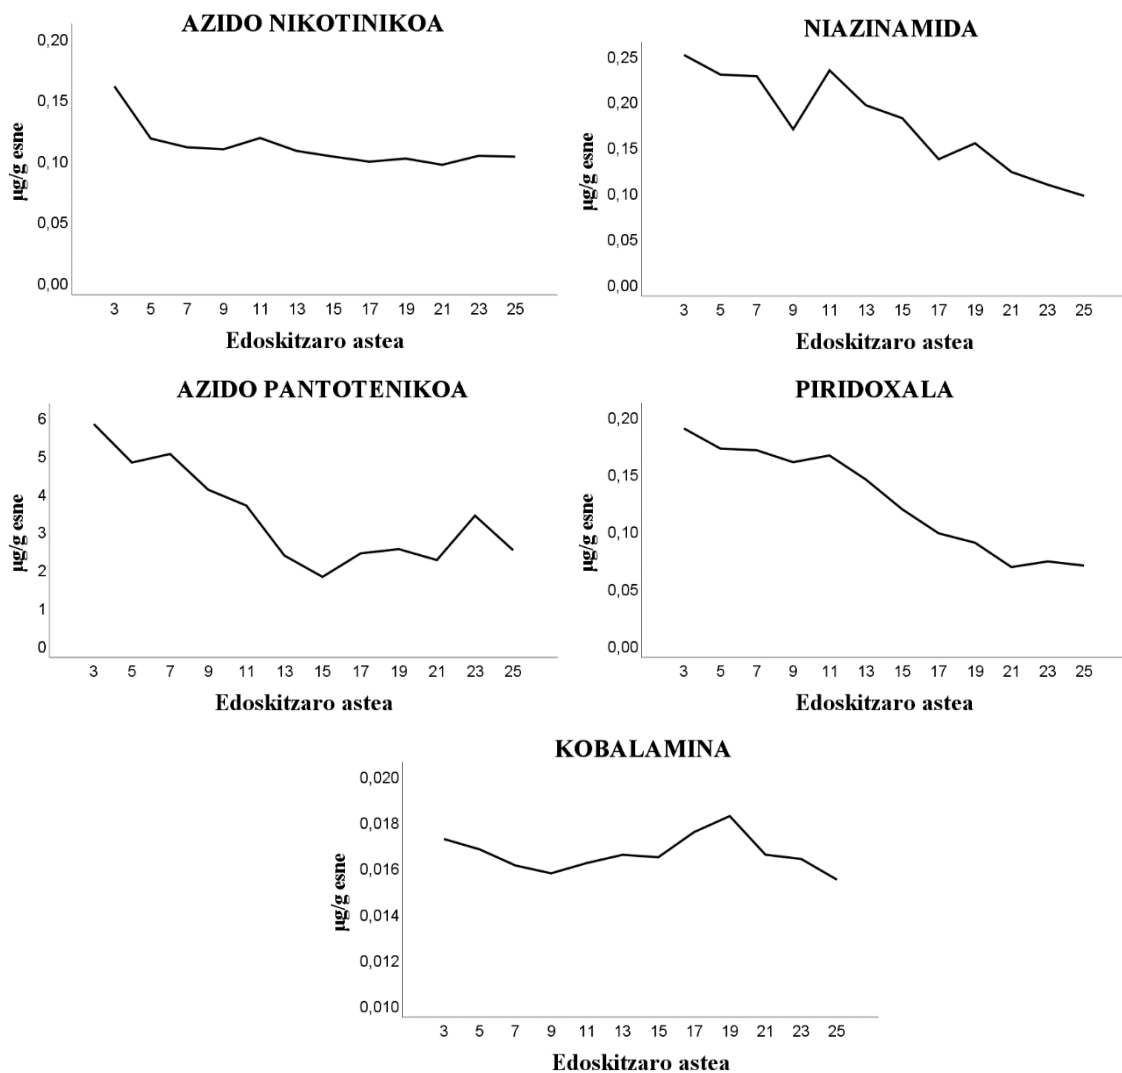 AZIDO NIKOTINIKOA
0,20
0,15
0,10
0,05
0,00
µg/g esne
3 5 7 9 11 13 15 17 19 21 23 25
Edoskitzaro astea
NIAZINAMIDA
0,25
0,20
0,15
0,10
0,05
0,00
µg/g esne
3 5 7 9 11 13 15 17 19 21 23 25
Edoskitzaro astea
AZIDO PANTOTENIKOA
6
5
4
3
2
1
0
µg/g esne
3 5 7 9 11 13 15 17 19 21 23 25
Edoskitzaro astea
PIRIDOXALA
0,20
0,15
0,10
0,05
0,00
µg/g esne
3 5 7 9 11 13 15 17 19 21 23 25
Edoskitzaro astea
KOBALAMINA
0,020
0,018
0,016
0,014
0,012
0,010
µg/g esne
3 5 7 9 11 13 15 17 19 21 23 25
Edoskitzaro astea